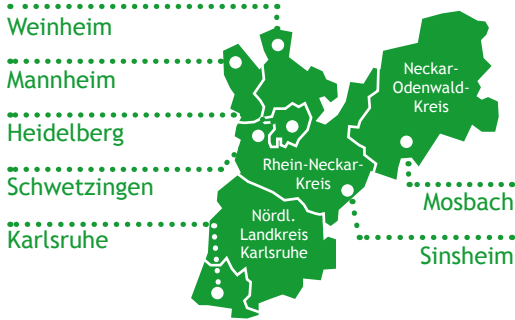 Weinheim
Mannheim
Heidelberg
Schwetzingen
Karlsruhe
Neckar-
Odenwald-
Kreis
Rhein-Neckar-
Kreis
Nördl.
Landkreis
Karlsruhe
Mosbach
Sinsheim